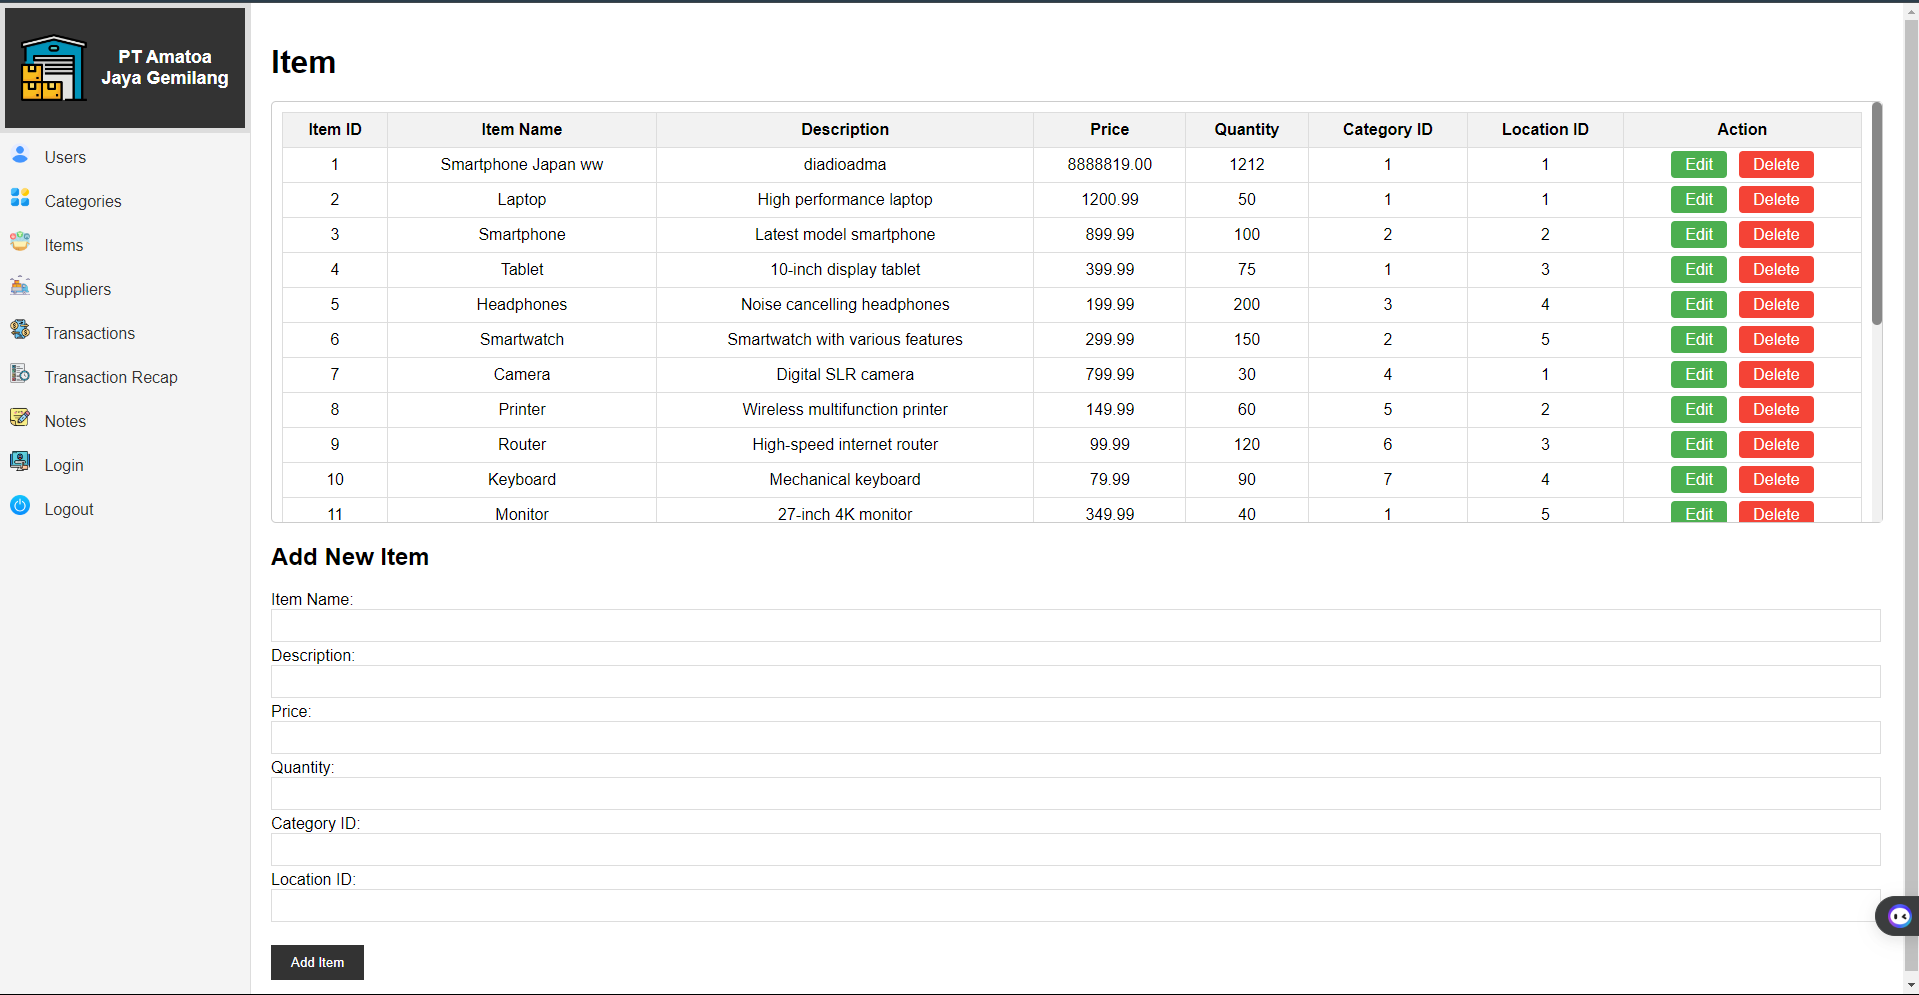 PT Amatoa
Jaya Gemilang
Users
Categories
Items
Suppliers
Transactions
Transaction Recap
Notes
Login
Logout
Item
Item ID Item Name Description Price Quantity Category ID Location ID Action
1 Smartphone Japan ww diadioadma 8888819.00 1212 1 1 Edit Delete
2 Laptop High performance laptop 1200.99 50 1 1 Edit Delete
3 Smartphone Latest model smartphone 899.99 100 2 2 Edit Delete
4 Tablet 10-inch display tablet 399.99 75 1 3 Edit Delete
5 Headphones Noise cancelling headphones 199.99 200 3 4 Edit Delete
6 Smartwatch Smartwatch with various features 299.99 150 2 5 Edit Delete
7 Camera Digital SLR camera 799.99 30 4 1 Edit Delete
8 Printer Wireless multifunction printer 149.99 60 5 2 Edit Delete
9 Router High-speed internet router 99.99 120 6 3 Edit Delete
10 Keyboard Mechanical keyboard 79.99 90 7 4 Edit Delete
11 Monitor 27-inch 4K monitor 349.99 40 1 5 Edit Delete
Add New Item
Item Name:
Description:
Price:
Quantity:
Category ID:
Location ID:
Add Item